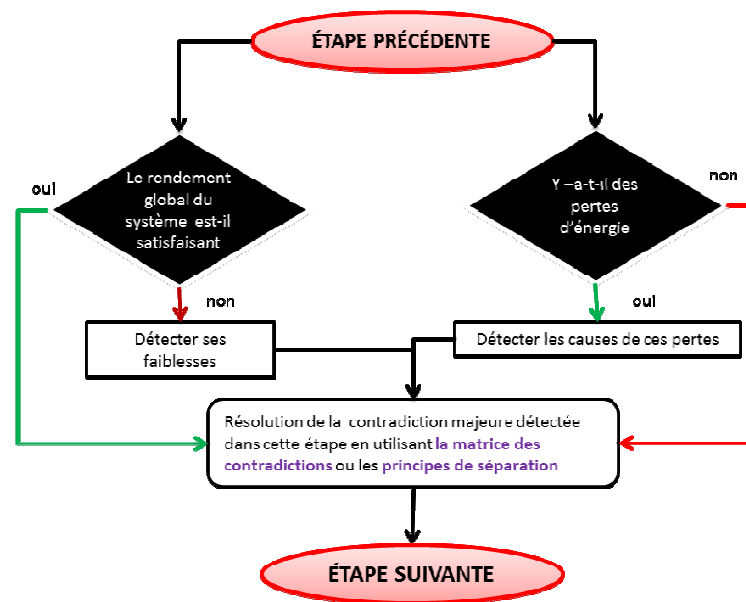 ÉTAPE PRÉCÉDENTE
oui
Le rendement
global du
système est-il
satisfaisant
non
Y –a-t-il des
pertes
d'énergie
non
oui
Détecter ses
faiblesses
Détecter les causes de ces pertes
Résolution de la contradiction majeure détectée
dans cette étape en utilisant la matrice des
contradictions ou les principes de séparation
ÉTAPE SUIVANTE